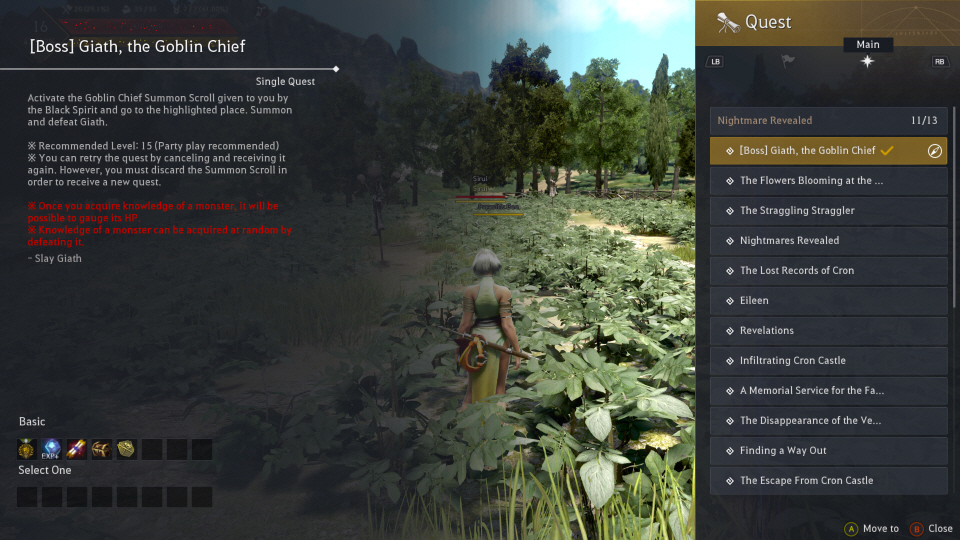 16
[Boss] Giath, the Goblin Chief
Single Quest
Activate the Goblin Chief Summon Scroll given to you by
the Black Spirit and go to the highlighted place. Summon
and defeat Giath.
※ Recommended Level: 15 (Party play recommended)
※ You can retry the quest by canceling and receiving it
again. However, you must discard the Summon Scroll in
order to receive a new quest.
※ Once you acquire knowledge of a monster, it will be
possible to gauge its HP.
※ Knowledge of a monster can be acquired at random by
defeating it.
- Slay Giath
Basic
EXP+
Select One
Sirul
Quest
Main
LB
RB
Nightmare Revealed 11/13
[Boss] Giath, the Goblin Chief
The Flowers Blooming at the ...
The Straggling Straggler
Nightmares Revealed
The Lost Records of Cron
Eileen
Revelations
Infiltrating Cron Castle
A Memorial Service for the Fa...
The Disappearance of the Ve...
Finding a Way Out
The Escape From Cron Castle
A Move to B Close